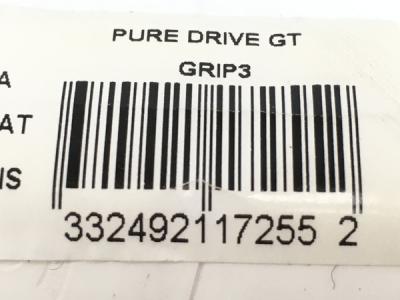 PURE DRIVE GT
GRIP3
A
AT
IS
332492117255 2